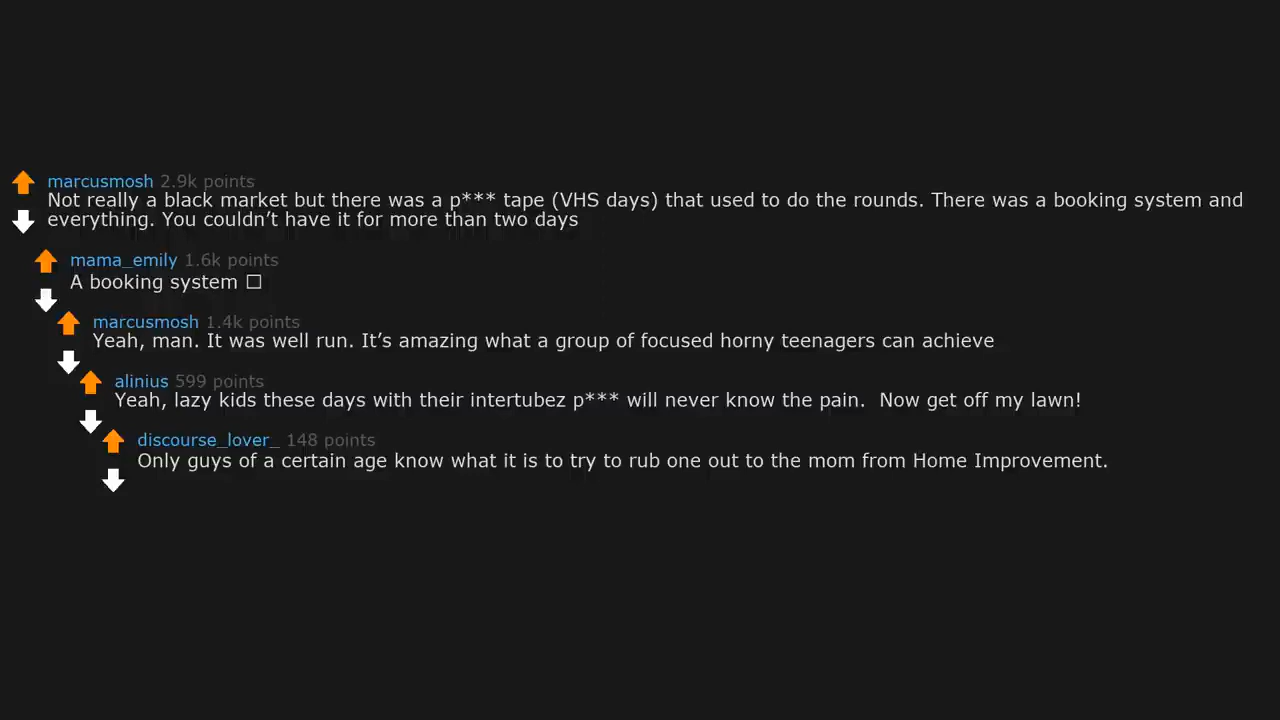 marcusmosh 2.9k points
Not really a black market but there was a p*** tape (VHS days) that used to do the rounds. There was a booking system and
everything. You couldn’t have it for more than two days
mama_emily 1.6k points
A booking system □
marcusmosh 1.4k points
Yeah, man. It was well run. It’s amazing what a group of focused horny teenagers can achieve
alinius 599 points
Yeah, lazy kids these days with their intertubez p*** will never know the pain.  Now get off my lawn!
discourse_lover_ 148 points
Only guys of a certain age know what it is to try to rub one out to the mom from Home Improvement.